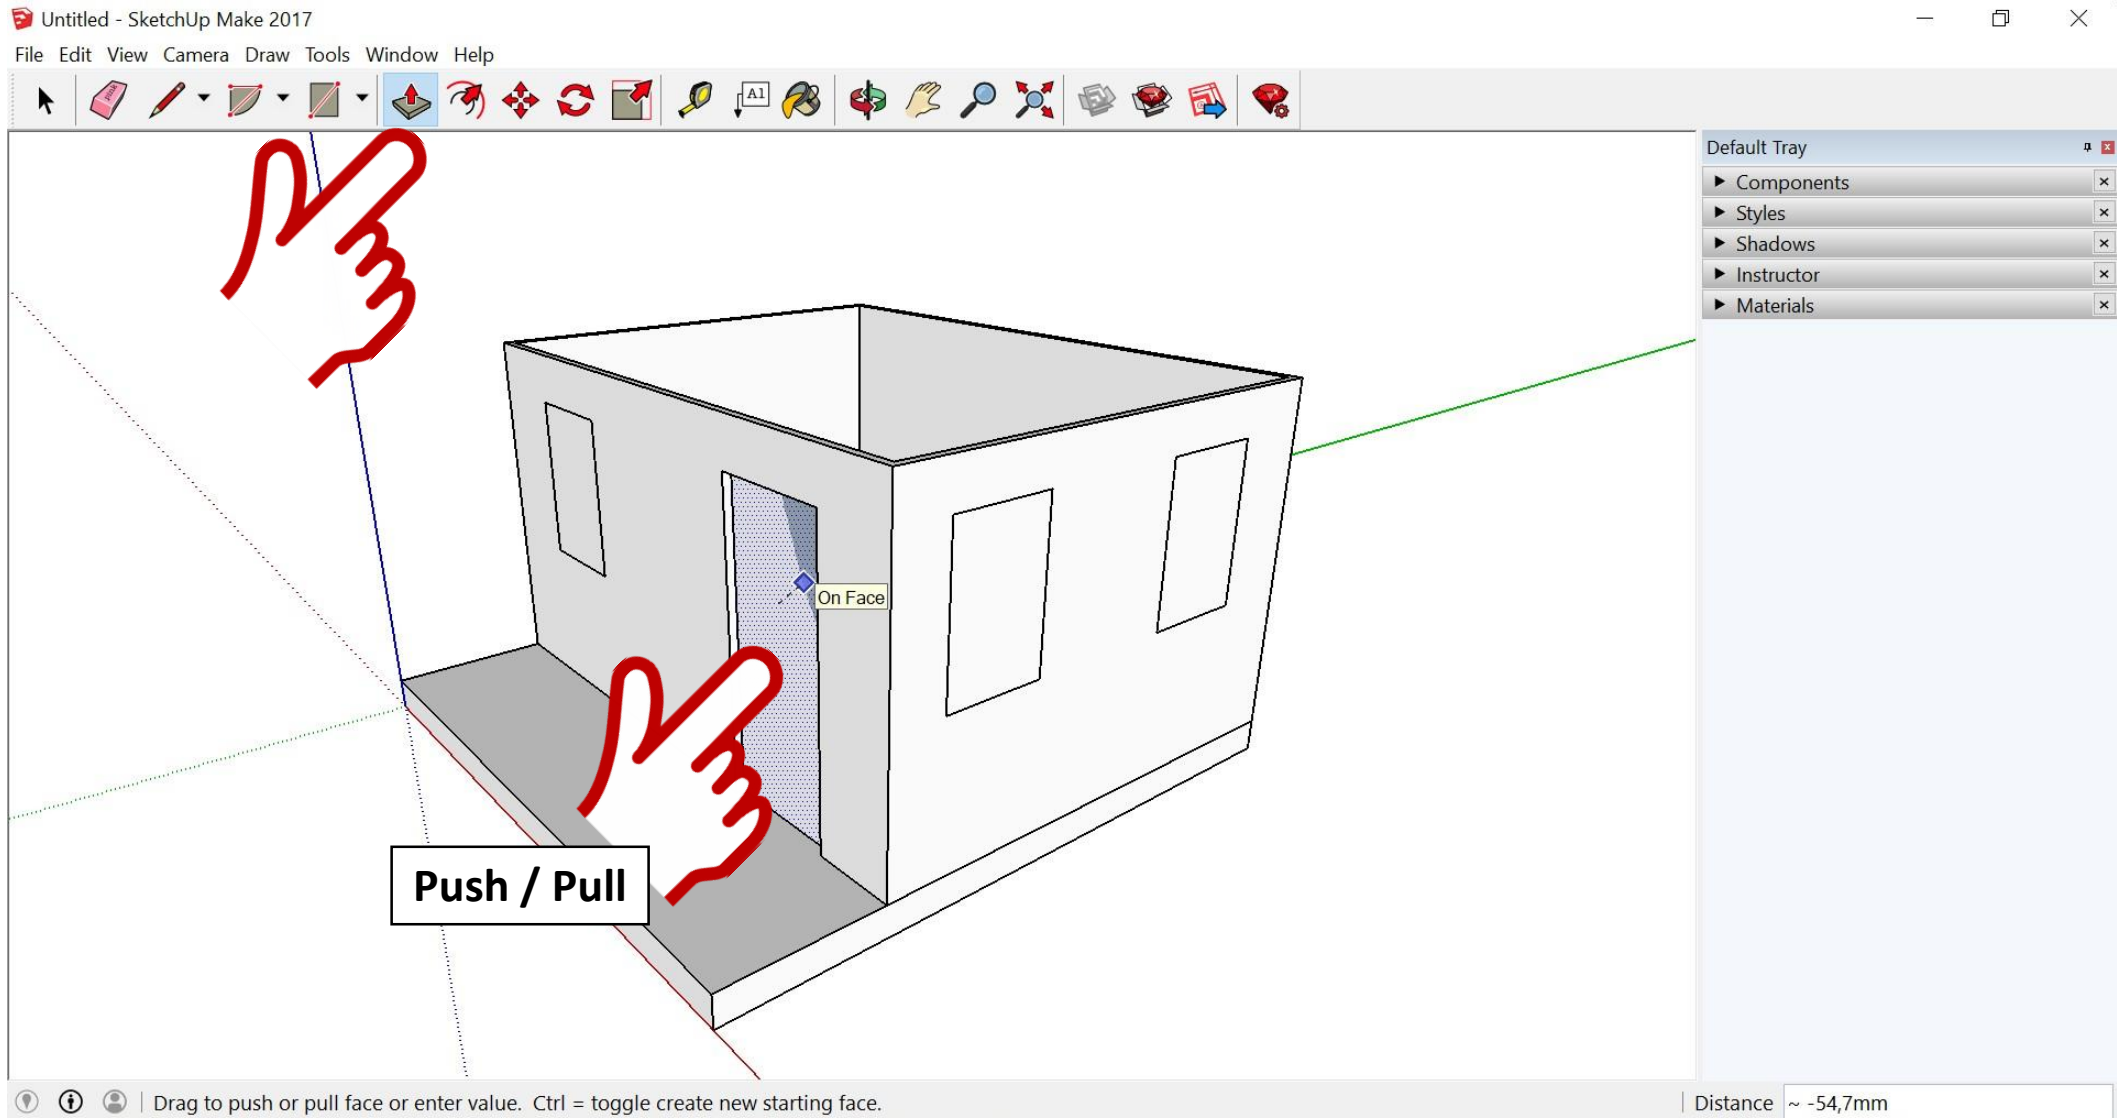 Untitled - SketchUp Make 2017
File Edit View Camera Draw Tools Window Help
A1
Default Tray
Components
Styles
Shadows
Instructor
Materials
On Face
Push / Pull
Drag to push or pull face or enter value. Ctrl = toggle create new starting face.
Distance ~ -54,7mm